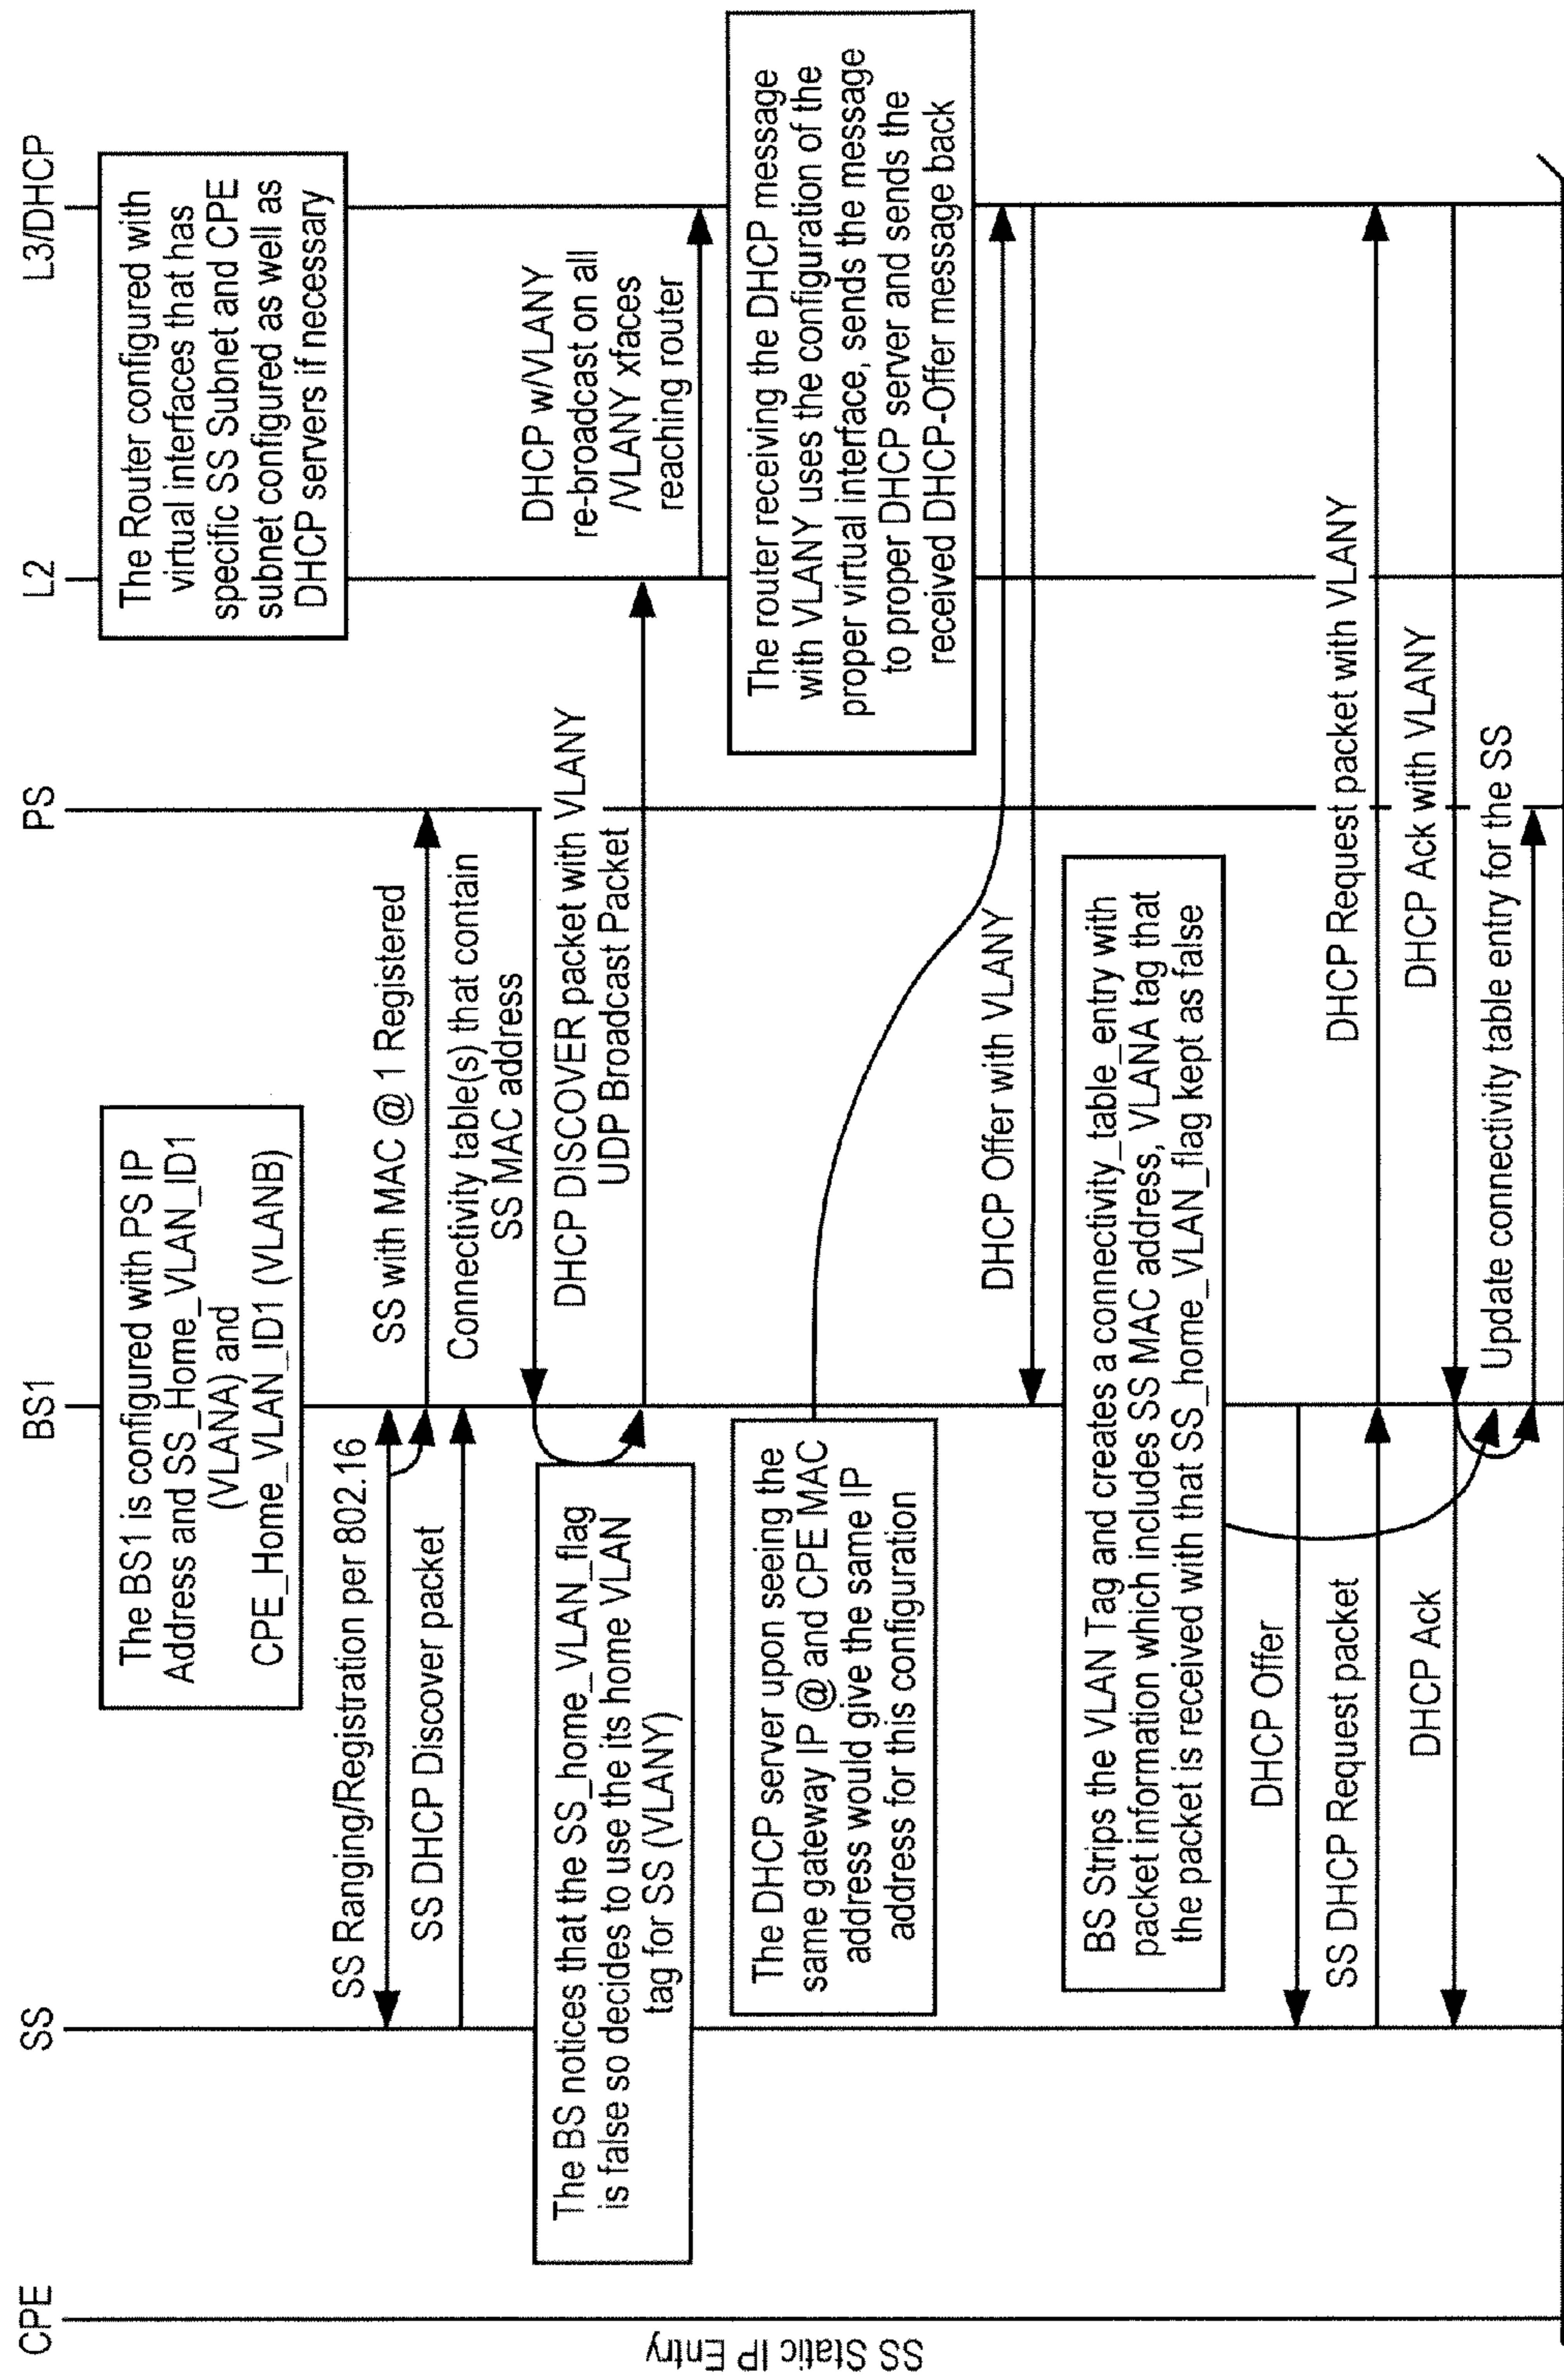 CPE
SS
BS1
PS
L2
L3/DHCP
SS Static IP Entry
The BS1 is configured with PS IP
Address and SS_Home_VLAN_ID1
(VLANA) and
CPE_Home_VLAN_ID1 (VLANB)
The Router configured with
virtual interfaces that has
specific SS Subnet and CPE
subnet configured as well as
DHCP servers if necessary
SS Ranging/Registration per 802.16
SS with MAC @ 1 Registered
SS DHCP Discover packet
Connectivity table(s) that contain
SS MAC address
The BS notices that the SS_home_VLAN_flag
is false so decides to use the its home VLAN
tag for SS (VLANY)
DHCP DISCOVER packet with VLANY
UDP Broadcast Packet
DHCP w/VLANY
re-broadcast on all
/VLANY xfaces
reaching router
The DHCP server upon seeing the
same gateway IP @ and CPE MAC
address would give the same IP
address for this configuration
The router receiving the DHCP message
with VLANY uses the configuration of the
proper virtual interface, sends the message
to proper DHCP server and sends the
received DHCP-Offer message back
DHCP Offer with VLANY
BS Strips the VLAN Tag and creates a connectivity_table_entry with
packet information which includes SS MAC address, VLANA tag that
the packet is received with that SS_home_VLAN_flag kept as false
DHCP Offer
SS DHCP Request packet
DHCP Request packet with VLANY
DHCP Ack
DHCP Ack with VLANY
Update connectivity table entry for the SS